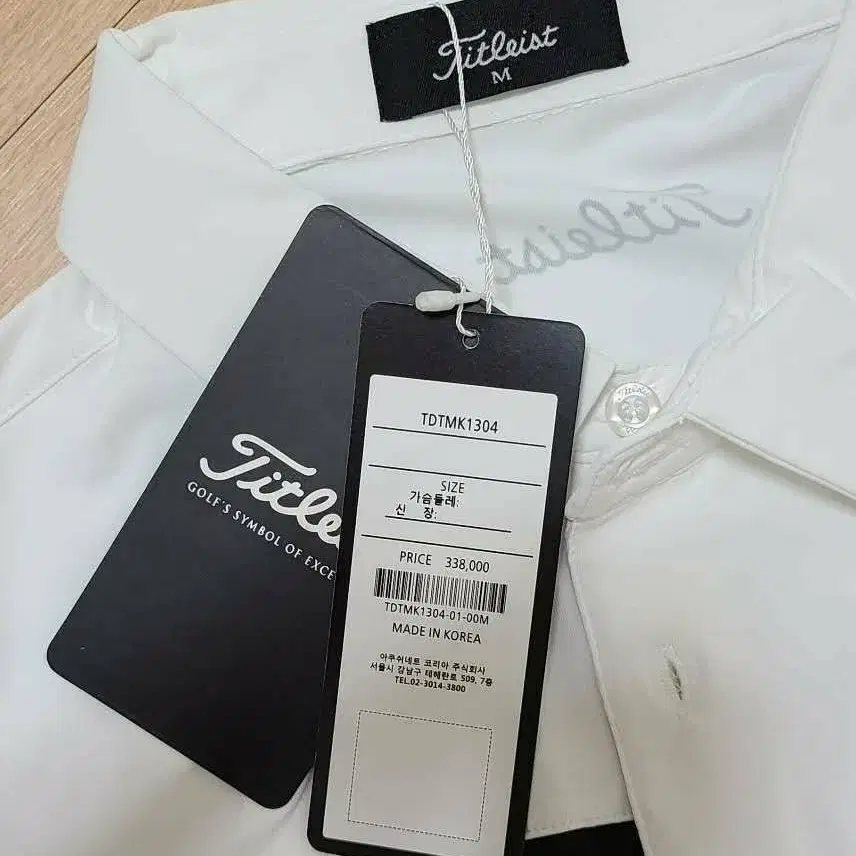 Titleist
M
Titleist
Titleist
TDTMK1304
SIZE
가슴둘레:
신 장:
PRICE 338,000
TDTMK1304-01-00M
MADE IN KOREA
아쿠쉬네트 코리아 주식회사
서울시 강남구 테헤란로 509, 7층
TEL.02-3014-3800
Title
GOLF'S SYMBOL OF EXCE